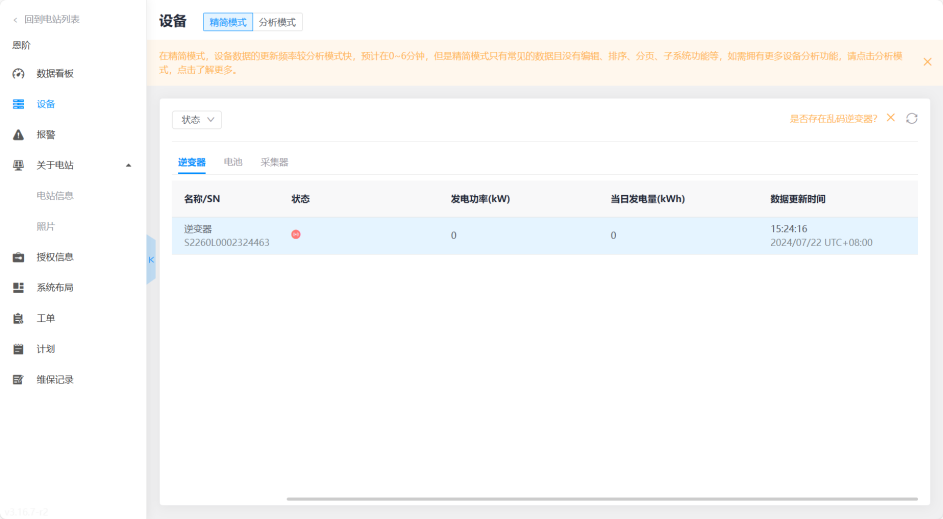 回到电站列表
恩阶
数据看板
设备
报警
关于电站
电站信息
照片
授权信息
系统布局
工单
计划
维保记录
设备
精简模式
分析模式
在精简模式，设备数据的更新频率较分析模式快，预计在0~6分钟，但是精简模式只有常见的数据且没有编辑、排序、分页、子系统功能等，如需拥有更多设备分析功能，请点击分析模
式，点击了解更多。
状态
是否存在乱码逆变器？
逆变器 电池 采集器
名称/SN 状态 发电功率(kW) 当日发电量(kWh) 数据更新时间
逆变器 15:24:16
S2260L0002324463 0 0 2024/07/22 UTC+08:00